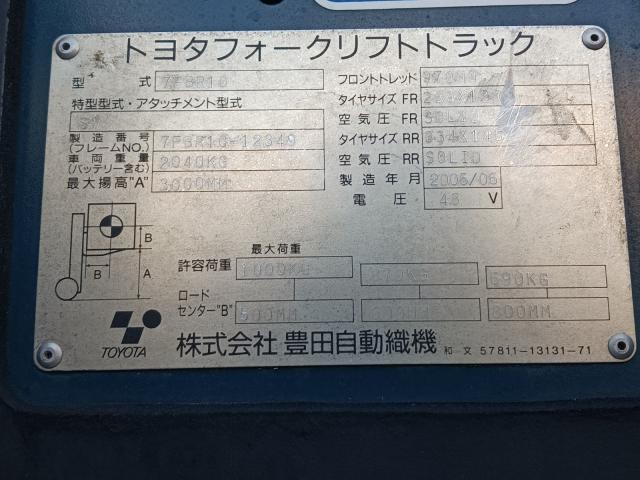 トヨタフォークリフトトラック
型 式 7FBR10
フロントトレッド
特型型式・アタッチメント型式
タイヤサイズ FR
空気圧 FR SOLID
製造番号 (フレームNO.) 7FBR10-12349
タイヤサイズ RR
車両重量 (バッテリー含む) 2040KG
空気圧 RR SOLID
最大揚高"A" 3000MM
製造年月 2006/06
電圧 48 V
B
B
A
最大荷重
許容荷重 1000KG KG 690KG
ロードセンター"B" 500MM 800MM
TOYOTA
株式会社 豊田自動織機
和文 57811-13131-71